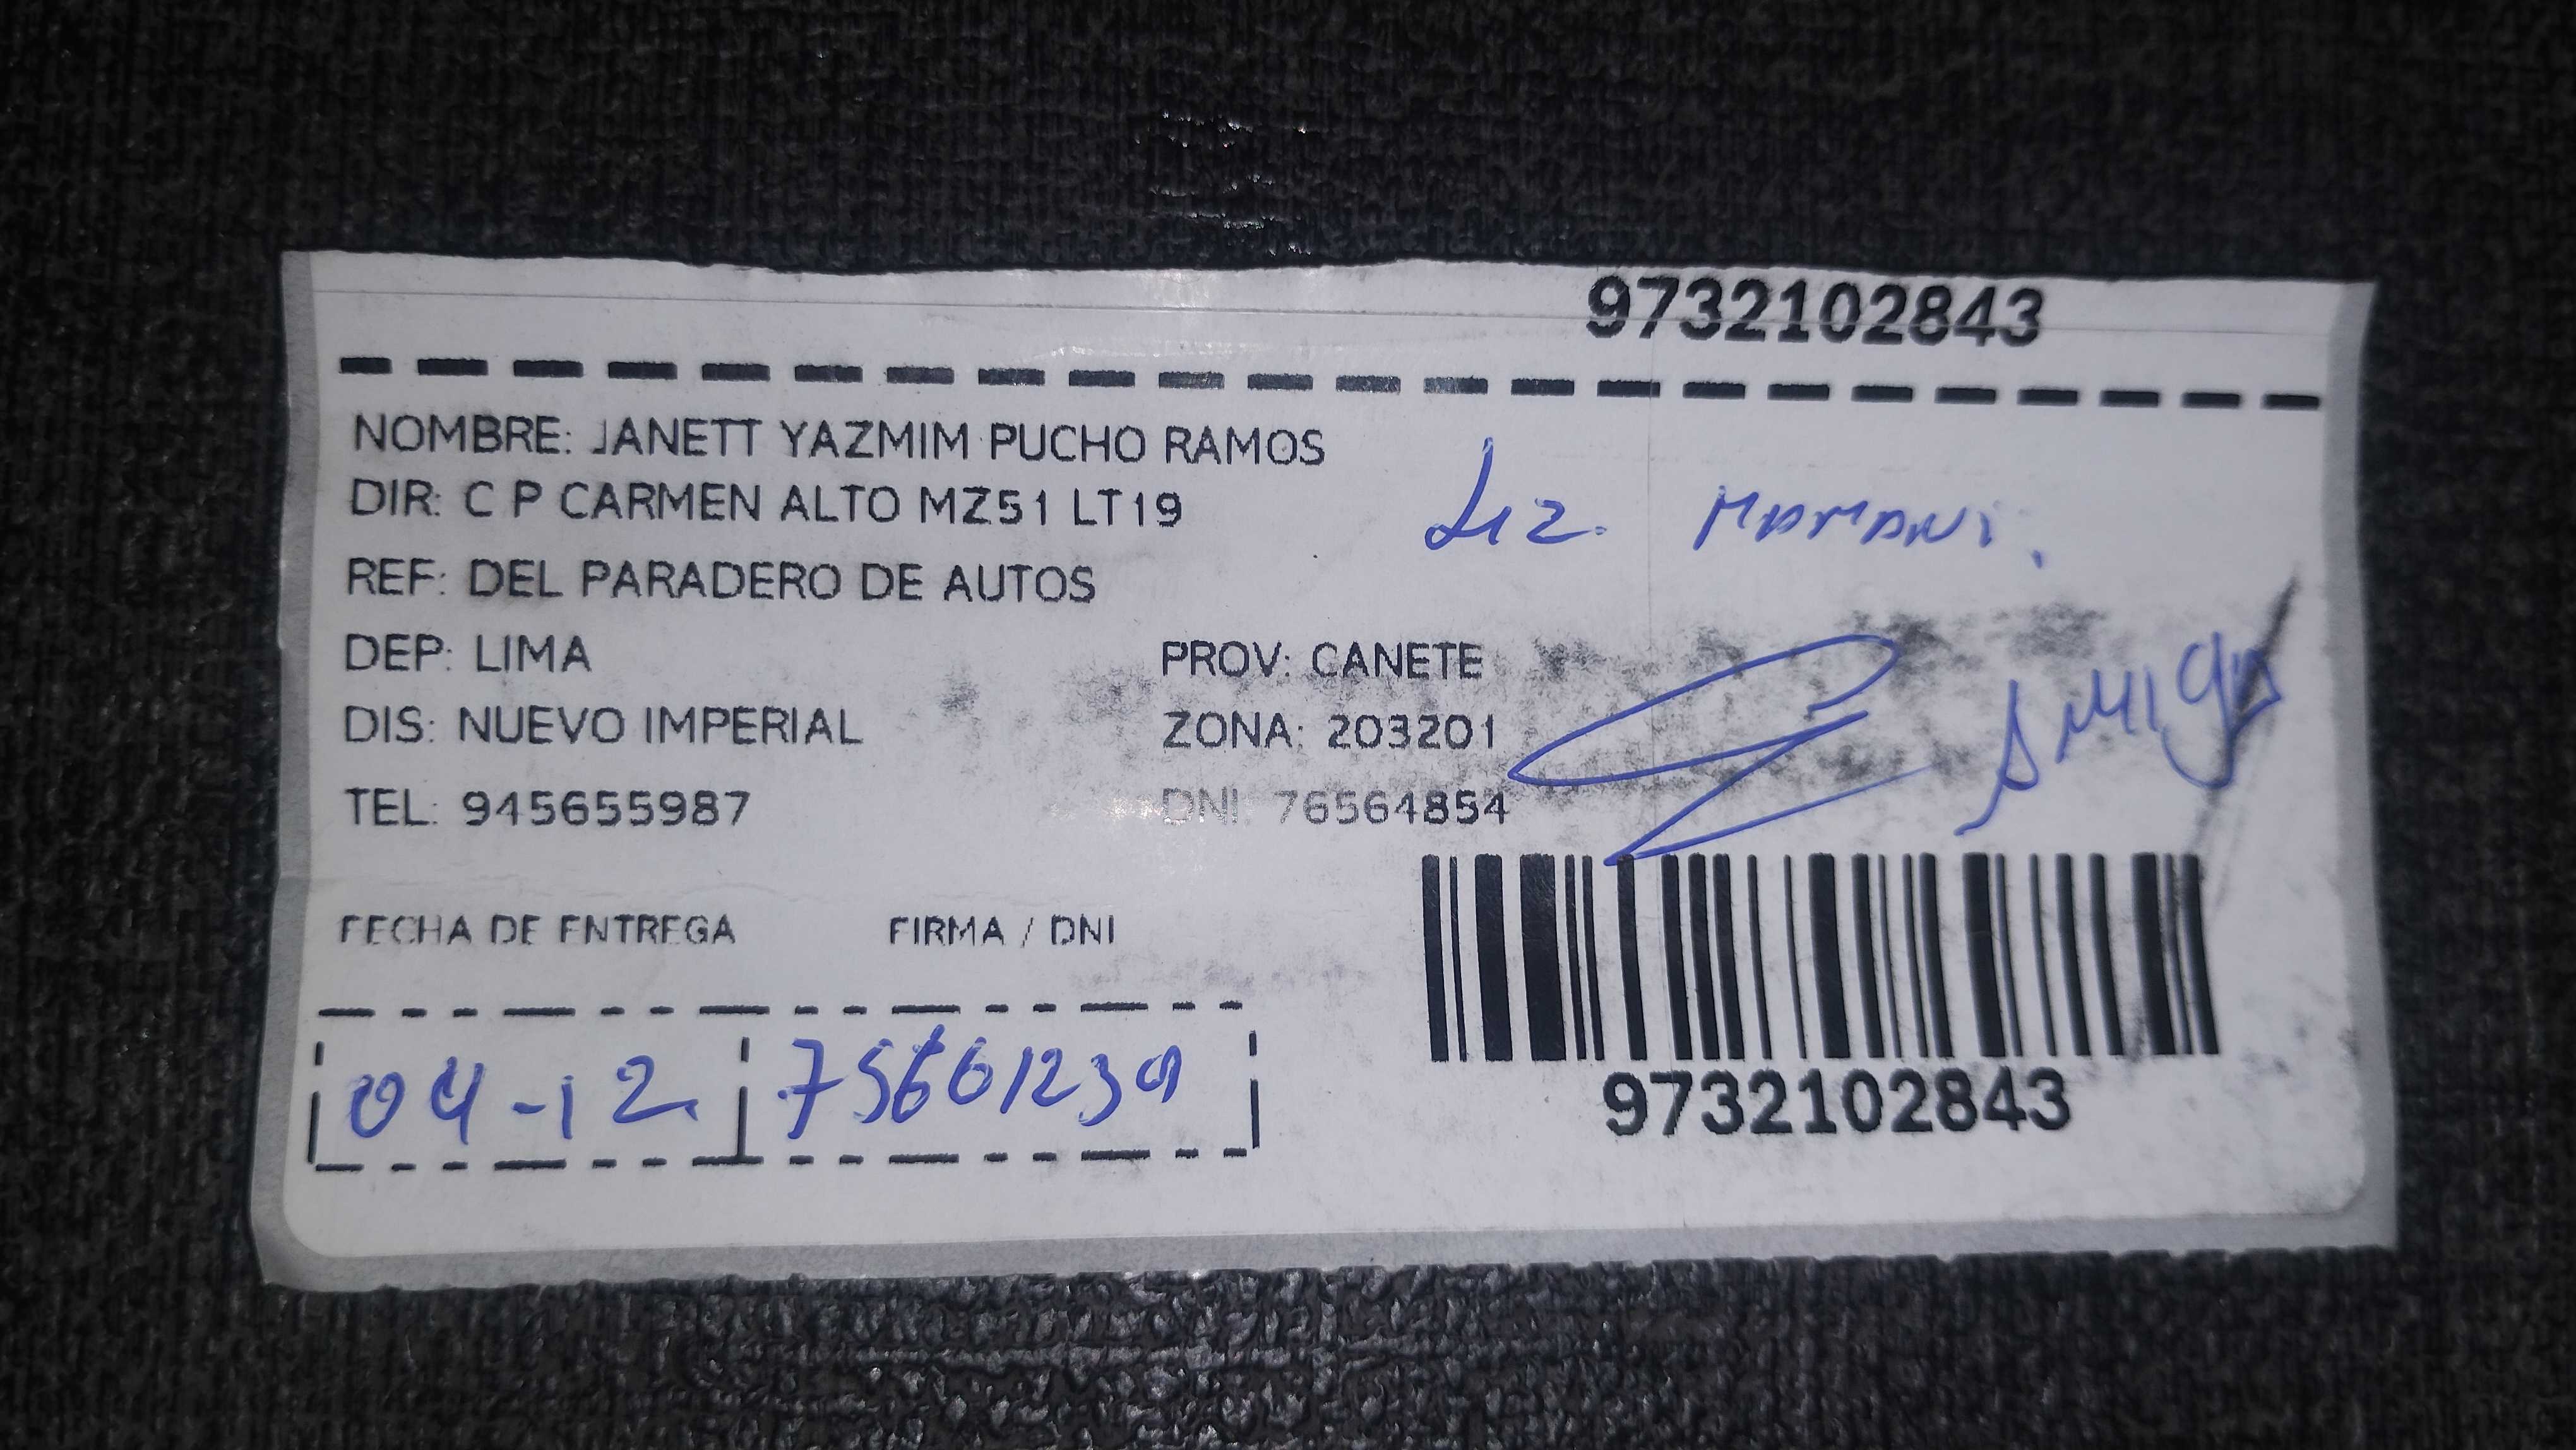 9732102843
NOMBRE: JANETT YAZMIM PUCHO RAMOS
DIR: C P CARMEN ALTO MZ51 LT19
Liz. MAMANI.
REF: DEL PARADERO DE AUTOS
DEP: LIMA
PROV: CANETE
DIS: NUEVO IMPERIAL
ZONA: 203201
AMIGA
TEL: 945655987
DNI: 76564854
FECHA DE ENTREGA
FIRMA / DNI
04-12
9732102843